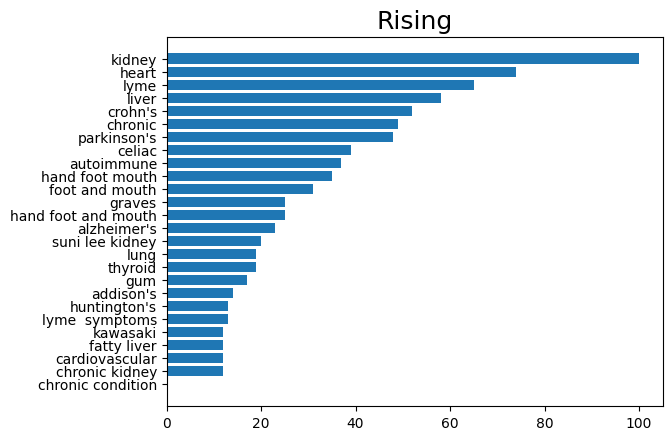 Rising
kidney
heart
lyme
liver
crohn's
chronic
parkinson's
celiac
autoimmune
hand foot mouth
foot and mouth
graves
hand foot and mouth
alzheimer's
suni lee kidney
lung
thyroid
gum
addison's
huntington's
lyme  symptoms
kawasaki
fatty liver
cardiovascular
chronic kidney
chronic condition
0 20 40 60 80 100